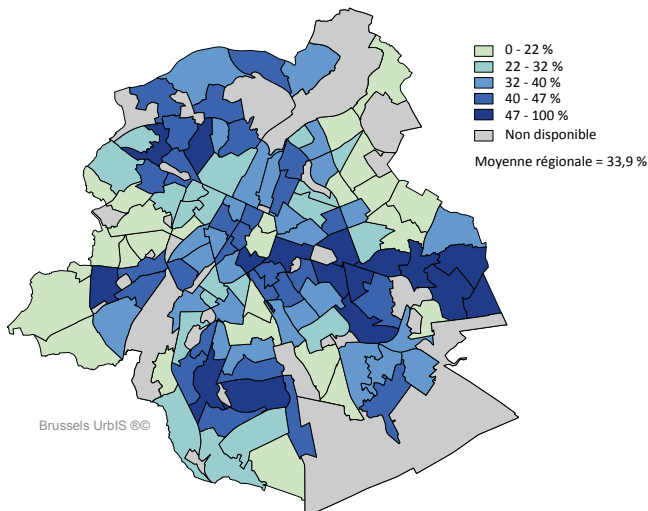 0 - 22 %
22 - 32 %
32 - 40 %
40 - 47 %
47 - 100 %
Non disponible
Moyenne régionale = 33,9 %
Brussels UrbIS ®©